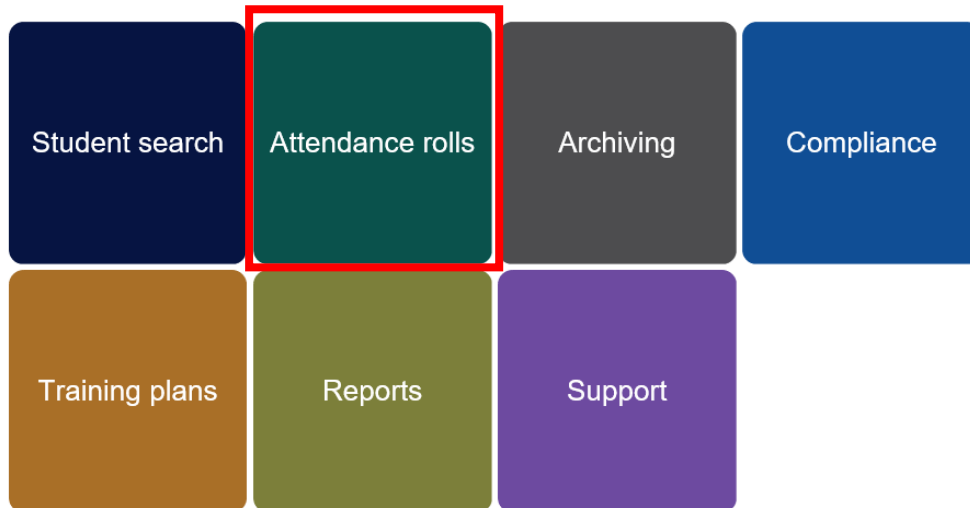 Student search
Attendance rolls
Archiving
Compliance
Training plans
Reports
Support